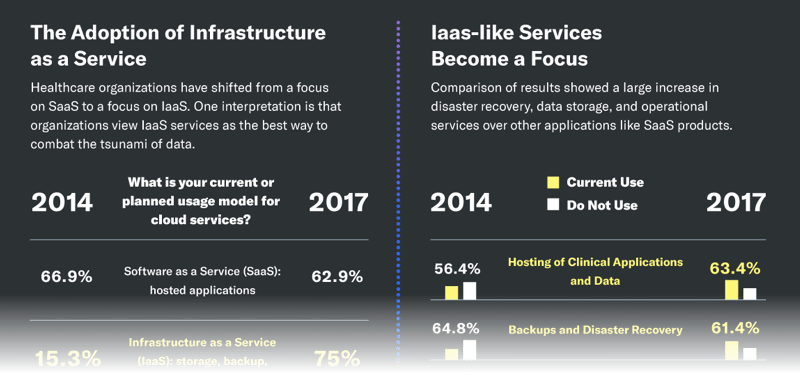 The Adoption of Infrastructure
as a Service
Healthcare organizations have shifted from a focus
on SaaS to a focus on IaaS. One interpretation is that
organizations view IaaS services as the best way to
combat the tsunami of data.
2014
What is your current or
planned usage model for
cloud services?
2017
66.9%
Software as a Service (SaaS):
hosted applications
62.9%
15.3%
Infrastructure as a Service
(IaaS): storage, backup,
75%
Iaas-like Services
Become a Focus
Comparison of results showed a large increase in
disaster recovery, data storage, and operational
services over other applications like SaaS products.
2014
Current Use
Do Not Use
2017
56.4%
Hosting of Clinical Applications
and Data
63.4%
64.8%
Backups and Disaster Recovery
61.4%